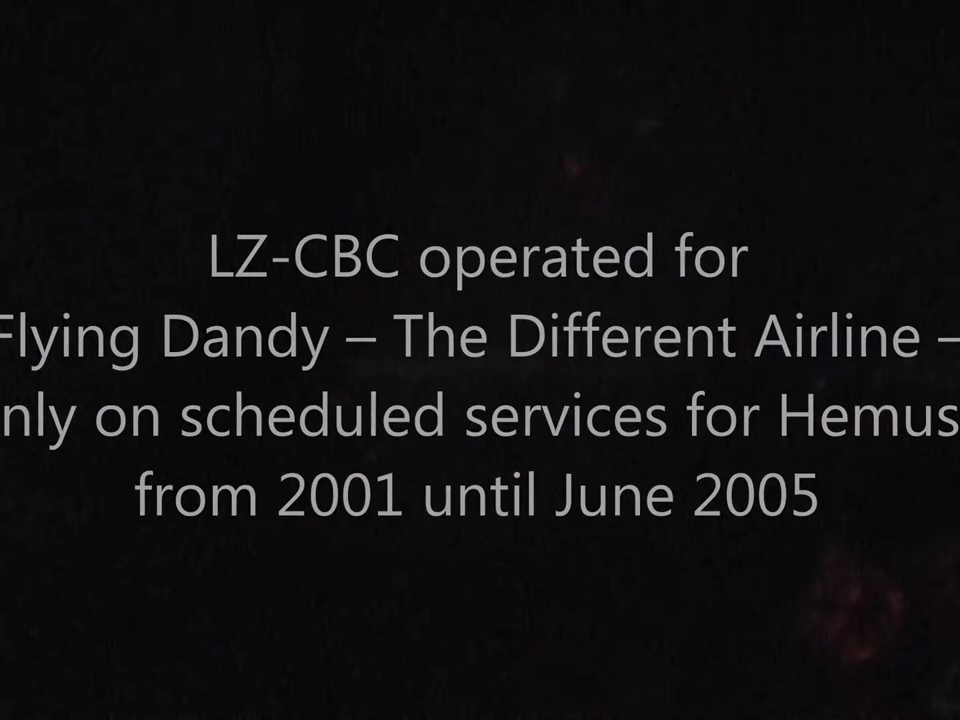 LZ-CBC operated for
Flying Dandy – The Different Airline –
nly on scheduled services for Hemus
from 2001 until June 2005